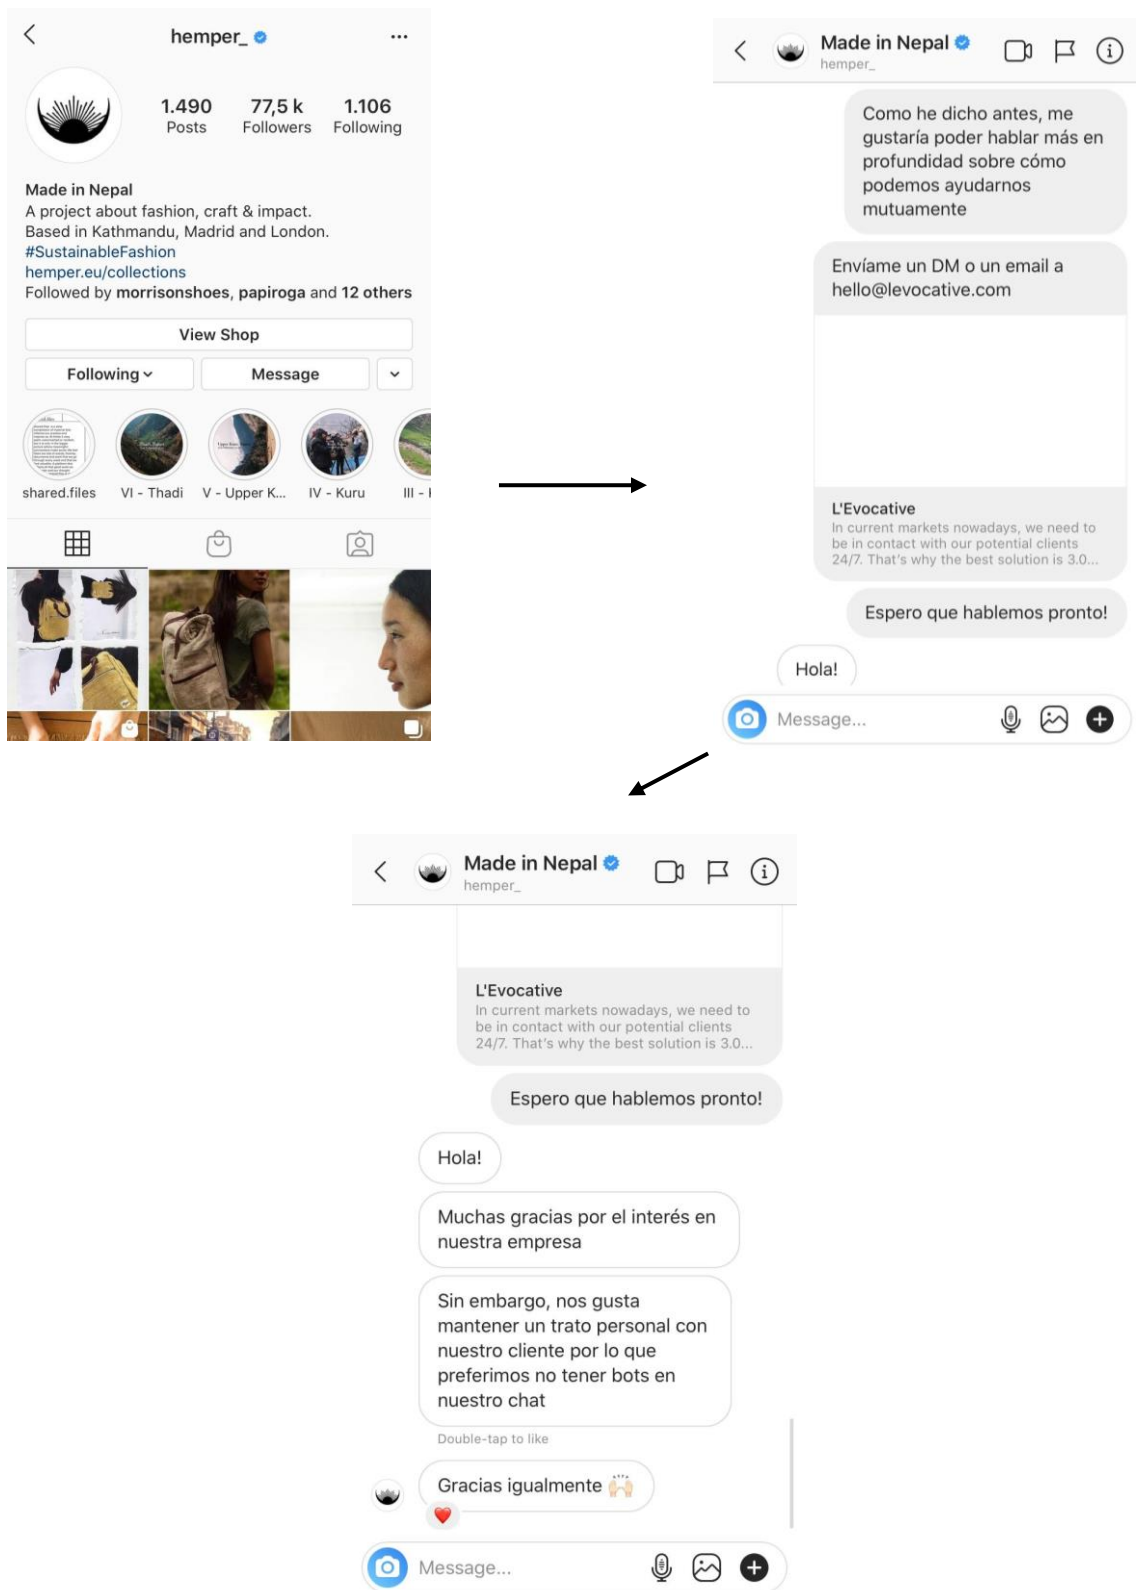 hemper_
1.490
77,5 k
1.106
Posts
Followers
Following
Made in Nepal
A project about fashion, craft & impact.
Based in Kathmandu, Madrid and London.
#SustainableFashion
hemper.eu/collections
Followed by morrisonshoes, papiroga and 12 others
View Shop
Following
Message
shared.files
VI - Thadi
V - Upper K...
IV - Kuru
III -
Made in Nepal
hemper_
Como he dicho antes, me
gustaría poder hablar más en
profundidad sobre cómo
podemos ayudarnos
mutuamente
Envíame un DM o un email a
hello@levocative.com
L'Evocative
In current markets nowadays, we need to
be in contact with our potential clients
24/7. That's why the best solution is 3.0...
Espero que hablemos pronto!
Hola!
Message...
Made in Nepal
hemper_
L'Evocative
In current markets nowadays, we need to
be in contact with our potential clients
24/7. That's why the best solution is 3.0...
Espero que hablemos pronto!
Hola!
Muchas gracias por el interés en
nuestra empresa
Sin embargo, nos gusta
mantener un trato personal con
nuestro cliente por lo que
preferimos no tener bots en
nuestro chat
Double-tap to like
Gracias igualmente 🙌🏻
Message...